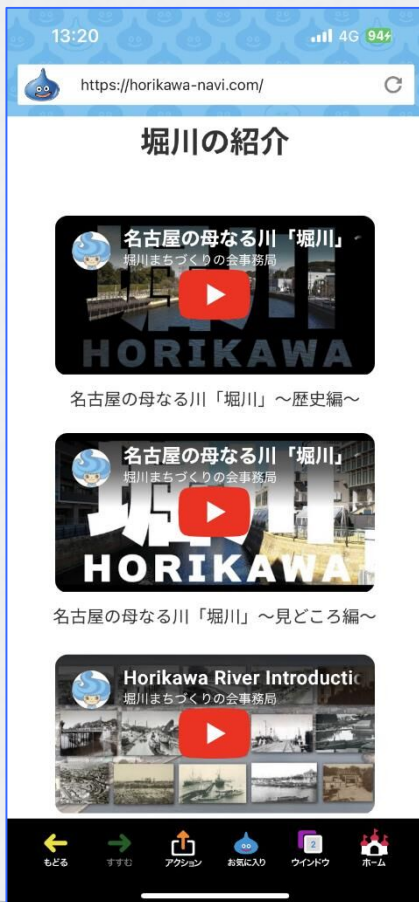 13:20
4G 94
https://horikawa-navi.com/
堀川の紹介
名古屋の母なる川「堀川」
堀川まちづくりの会事務局
堀川
HORIKAWA
名古屋の母なる川「堀川」～歴史編～
名古屋の母なる川「堀川」
堀川まちづくりの会事務局
堀川
HORIKAWA
名古屋の母なる川「堀川」～見どころ編～
Horikawa River Introductic
堀川まちづくりの会事務局
もどる すすむ アクション お気に入り 2 ウインドウ ホーム